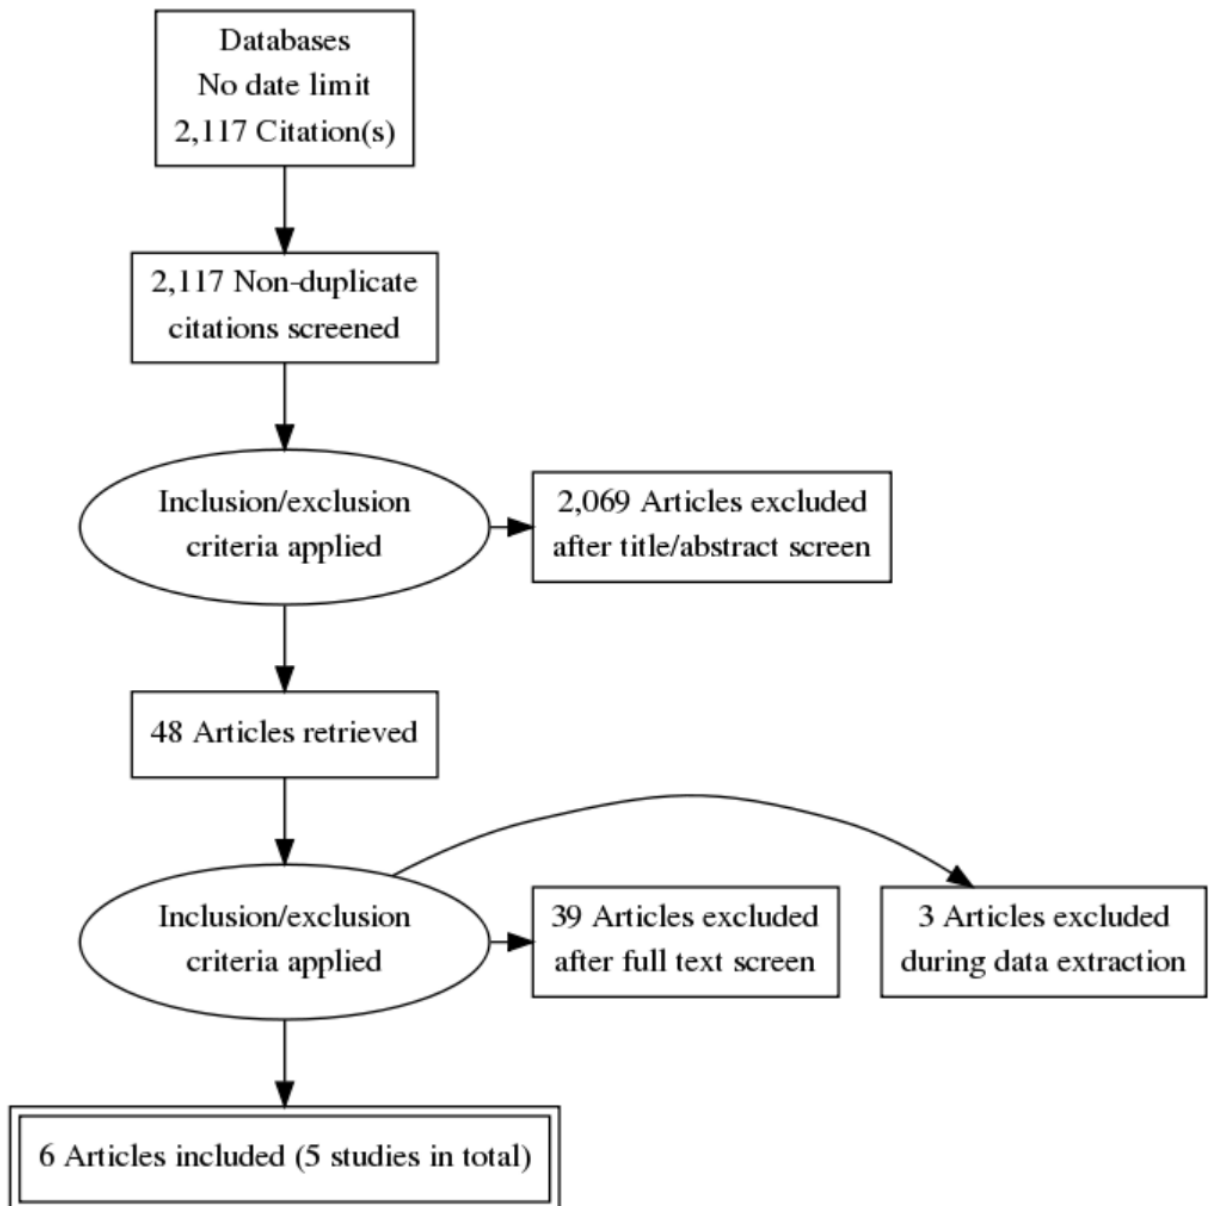 Databases
No date limit
2,117 Citation(s)
2,117 Non-duplicate
citations screened
Inclusion/exclusion
criteria applied
2,069 Articles excluded
after title/abstract screen
48 Articles retrieved
Inclusion/exclusion
criteria applied
39 Articles excluded
after full text screen
3 Articles excluded
during data extraction
6 Articles included (5 studies in total)